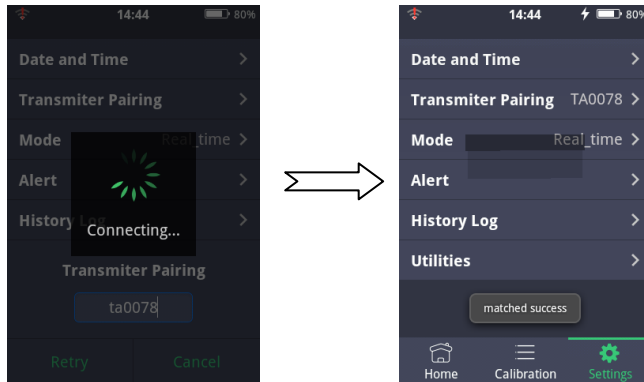 14:44 80%
Date and Time
Transmiter Pairing
Mode Real_time
Alert
History Log
Connecting...
Transmiter Pairing
ta0078
Retry Cancel
14:44 80%
Date and Time
Transmiter Pairing TA0078
Mode Real_time
Alert
History Log
Utilities
matched success
Home Calibration Settings